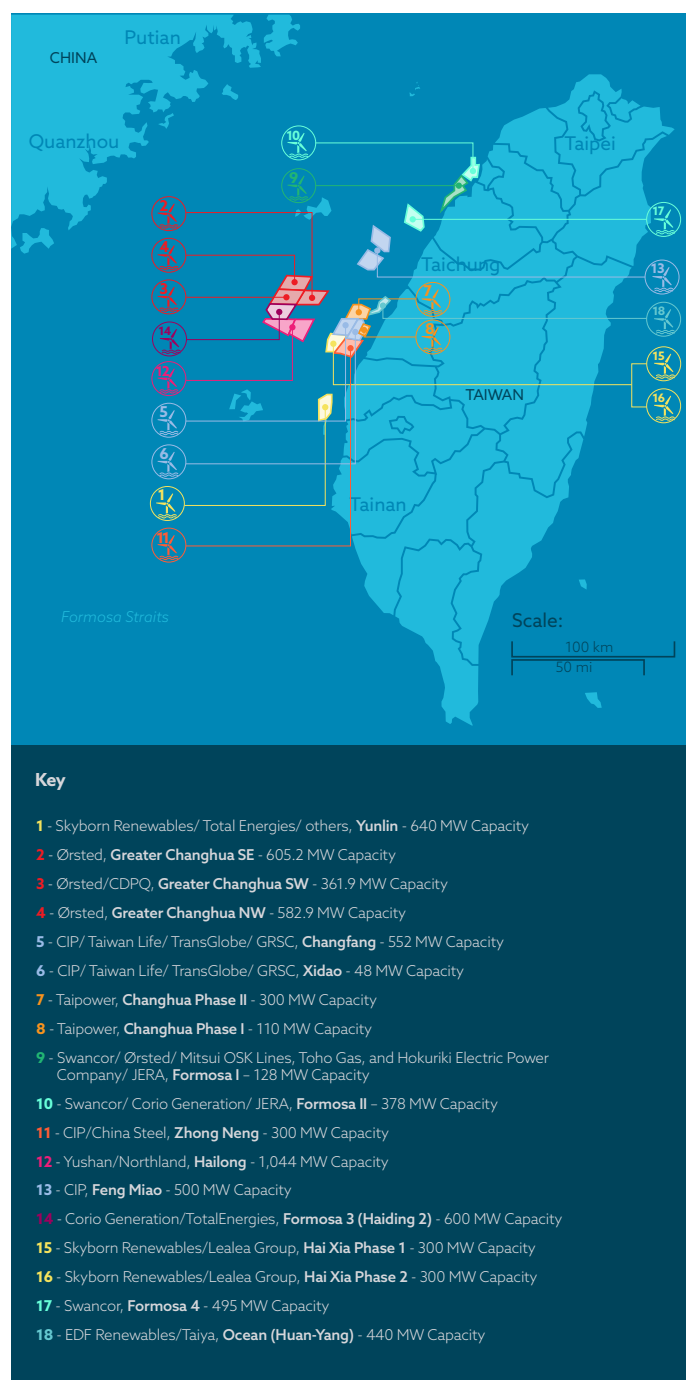 Putian
CHINA
Quanzhou
Taipei
10
9
2
17
4
Taichung
13
3
7
18
14
8
12
15
TAIWAN
16
5
6
1
Tainan
11
Formosa Straits
Scale:
100 km
50 mi
Key
1 - Skyborn Renewables/ Total Energies/ others, Yunlin - 640 MW Capacity
2 - Ørsted, Greater Changhua SE - 605.2 MW Capacity
3 - Ørsted/CDPQ, Greater Changhua SW - 361.9 MW Capacity
4 - Ørsted, Greater Changhua NW - 582.9 MW Capacity
5 - CIP/ Taiwan Life/ TransGlobe/ GRSC, Changfang - 552 MW Capacity
6 - CIP/ Taiwan Life/ TransGlobe/ GRSC, Xidao - 48 MW Capacity
7 - Taipower, Changhua Phase II - 300 MW Capacity
8 - Taipower, Changhua Phase I - 110 MW Capacity
9 - Swancor/ Ørsted/ Mitsui OSK Lines, Toho Gas, and Hokuriki Electric Power
Company/ JERA, Formosa I – 128 MW Capacity
10 - Swancor/ Corio Generation/ JERA, Formosa II – 378 MW Capacity
11 - CIP/China Steel, Zhong Neng - 300 MW Capacity
12 - Yushan/Northland, Hailong - 1,044 MW Capacity
13 - CIP, Feng Miao - 500 MW Capacity
14 - Corio Generation/TotalEnergies, Formosa 3 (Haiding 2) - 600 MW Capacity
15 - Skyborn Renewables/Lealea Group, Hai Xia Phase 1 - 300 MW Capacity
16 - Skyborn Renewables/Lealea Group, Hai Xia Phase 2 - 300 MW Capacity
17 - Swancor, Formosa 4 - 495 MW Capacity
18 - EDF Renewables/Taiya, Ocean (Huan-Yang) - 440 MW Capacity